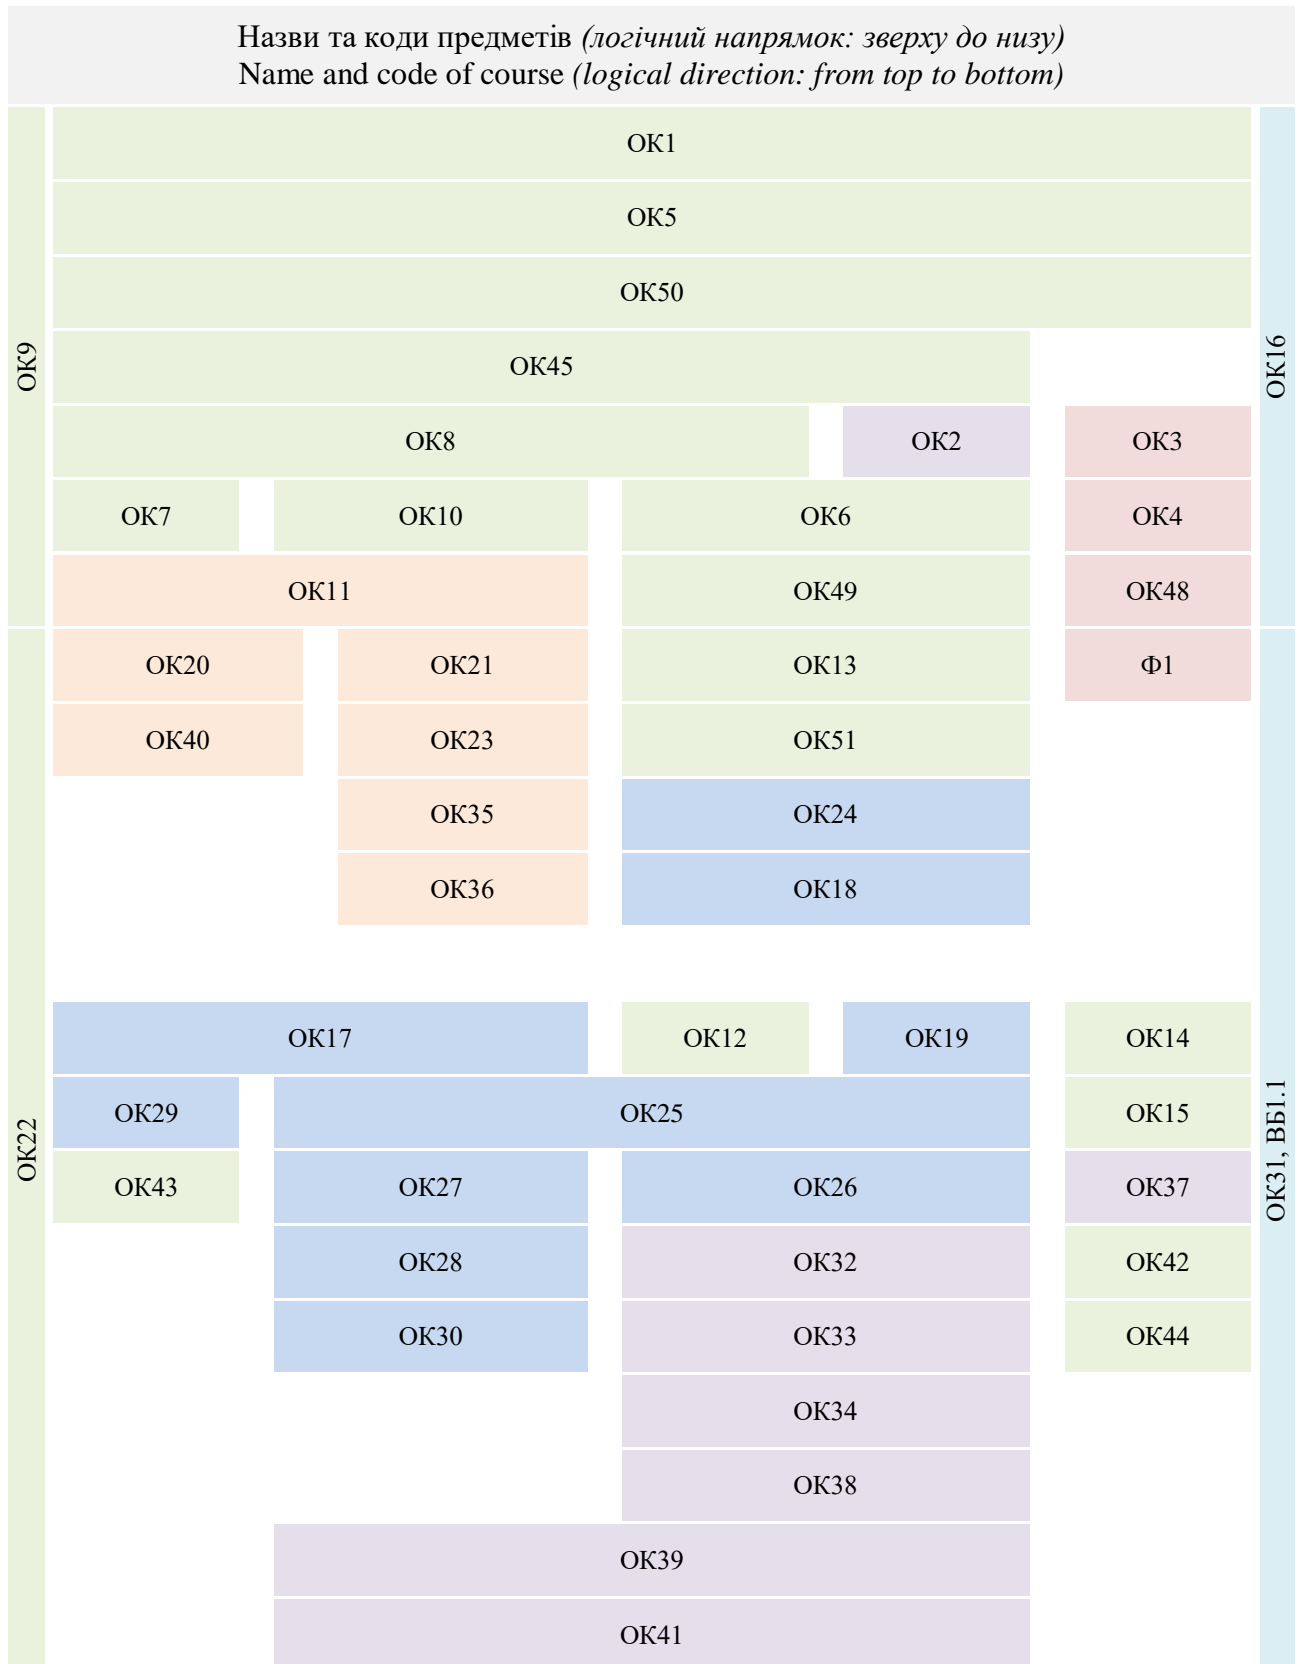 Назви та коди предметів (логічний напрямок: зверху до низу)
Name and code of course (logical direction: from top to bottom)
ОК9
ОК1
ОК16
ОК5
ОК50
ОК45
ОК8
ОК2
ОК3
ОК7
ОК10
ОК6
ОК4
ОК11
ОК49
ОК48
ОК22
ОК20
ОК21
ОК13
Ф1
ОК31, ВБ1.1
ОК40
ОК23
ОК51
ОК35
ОК24
ОК36
ОК18
ОК17
ОК12
ОК19
ОК14
ОК29
ОК25
ОК15
ОК43
ОК27
ОК26
ОК37
ОК28
ОК32
ОК42
ОК30
ОК33
ОК44
ОК34
ОК38
ОК39
ОК41